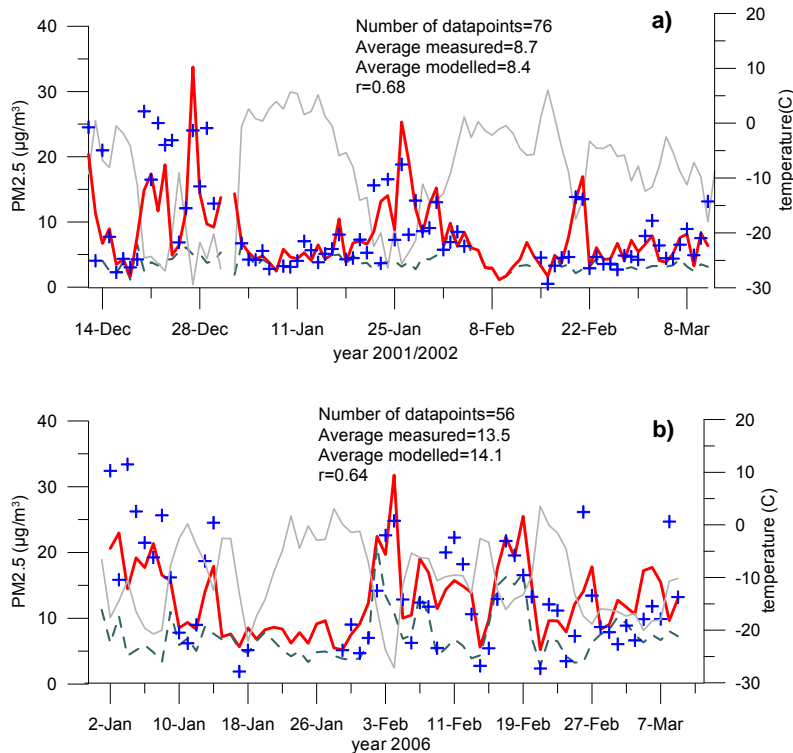 a)
Number of datapoints=76
Average measured=8.7
Average modelled=8.4
r=0.68
PM2.5 (µg/m³)
40
30
20
10
0
20
10
0
-10
-20
-30
temperature(C)
14-Dec 28-Dec 11-Jan 25-Jan 8-Feb 22-Feb 8-Mar
year 2001/2002
b)
Number of datapoints=56
Average measured=13.5
Average modelled=14.1
r=0.64
PM2.5 (µg/m³)
40
30
20
10
0
20
10
0
-10
-20
-30
temperature (C)
2-Jan 10-Jan 18-Jan 26-Jan 3-Feb 11-Feb 19-Feb 27-Feb 7-Mar
year 2006